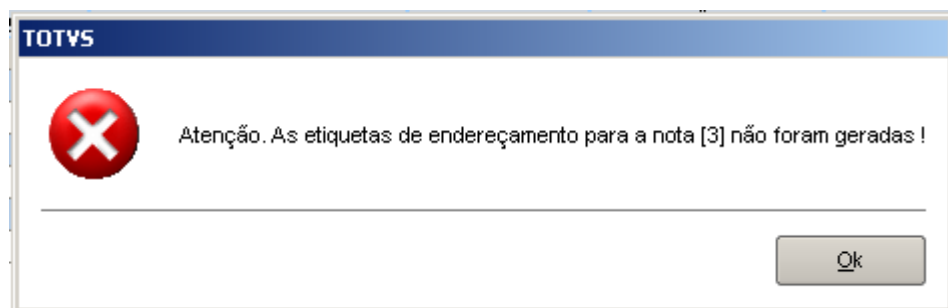 TOTVS
Atenção. As etiquetas de endereçamento para a nota [3] não foram geradas !
Ok